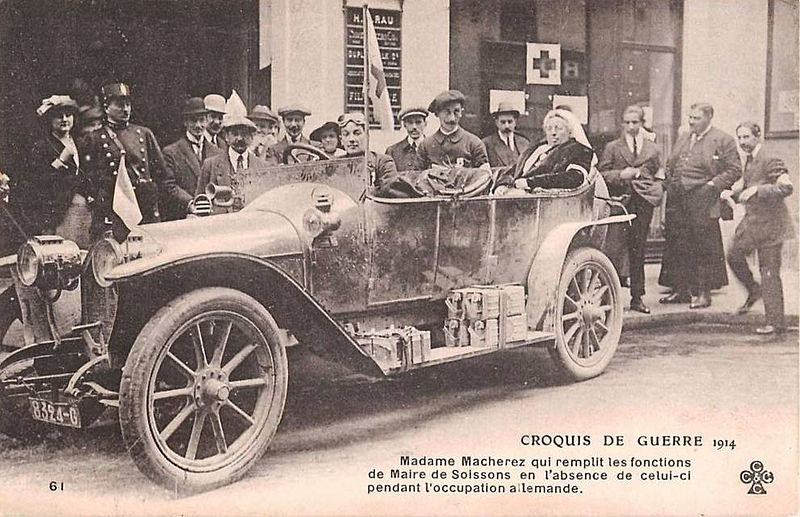 H. GRAU
8324-G
CROQUIS DE GUERRE 1914
Madame Macherez qui remplit les fonctions
de Maire de Soissons en l'absence de celui-ci
pendant l'occupation allemande.
61